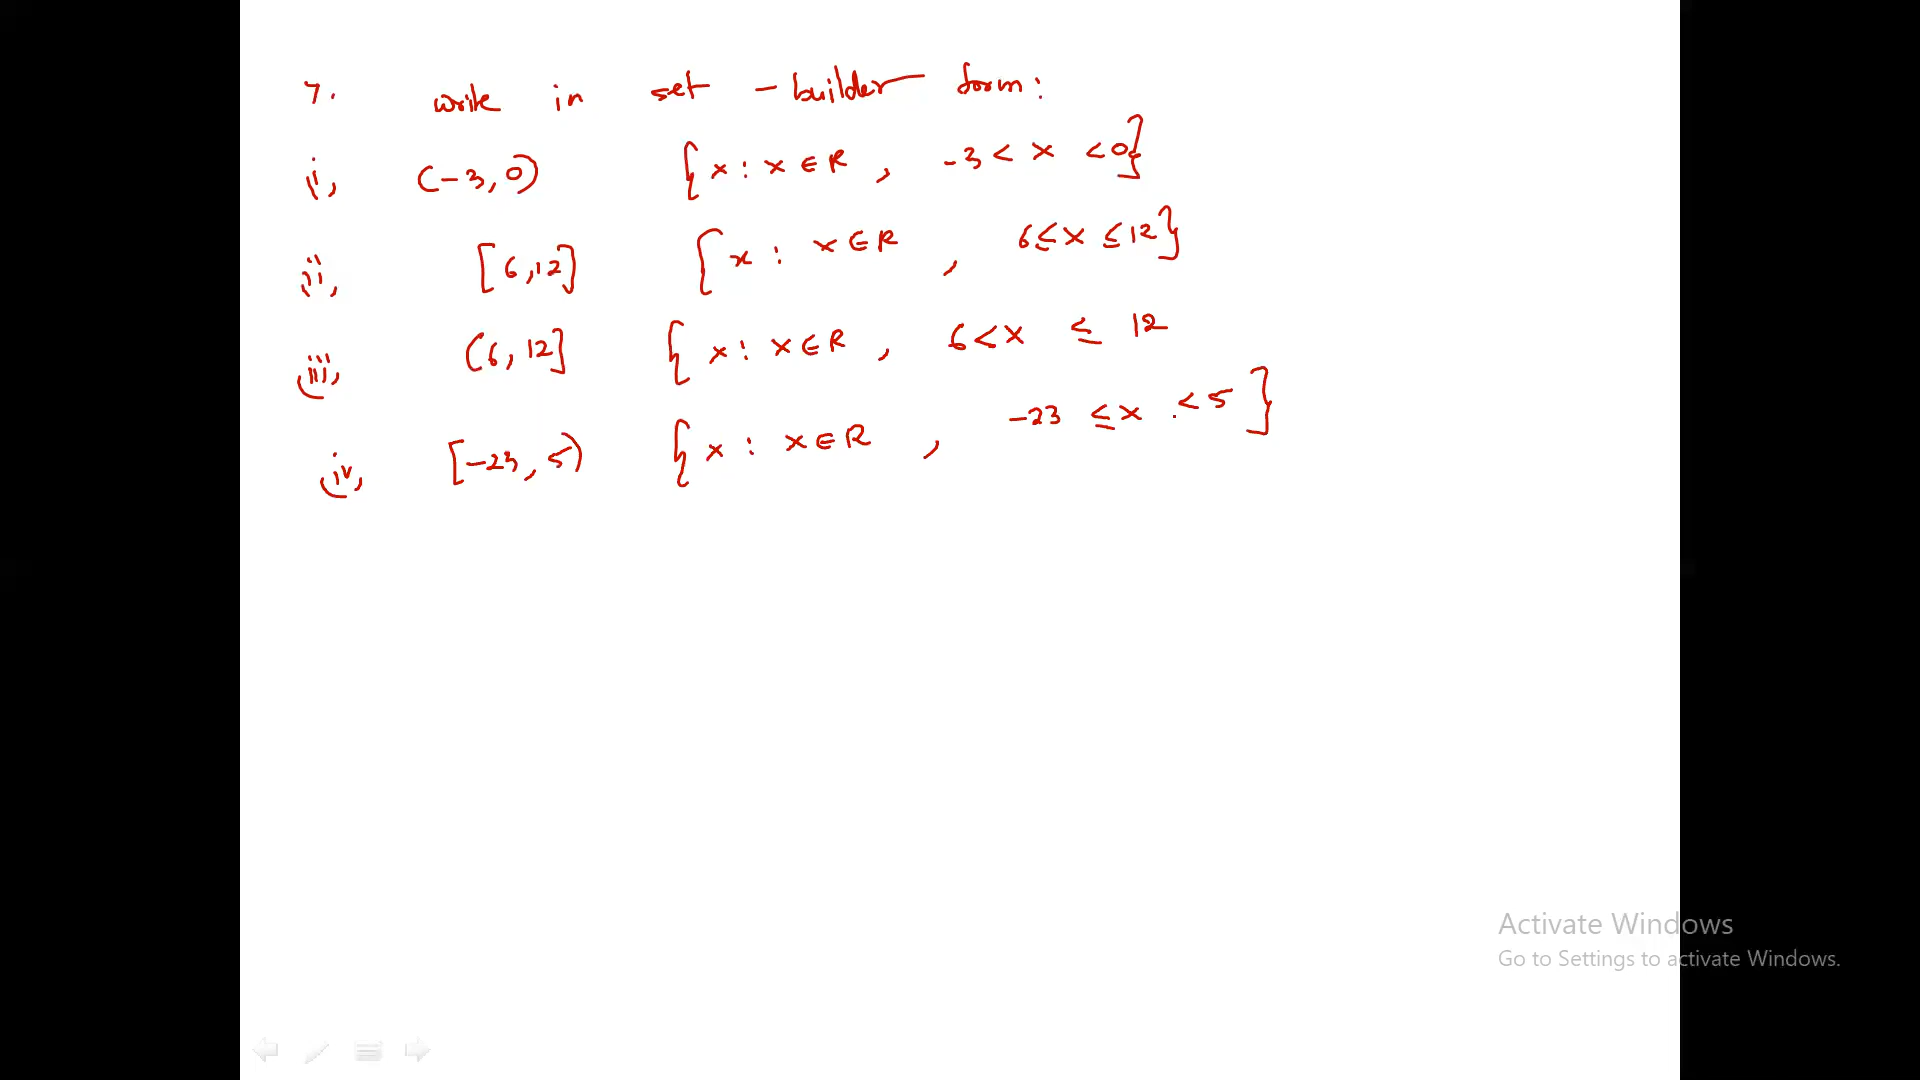 7. write in set - builder form:
i, (-3, 0) {x : x ∈ R, -3 < x < 0}
ii, [6, 12] {x : x ∈ R, 6 ≤ x ≤ 12}
iii, (6, 12] {x : x ∈ R, 6 < x ≤ 12
iv, [-23, 5) {x : x ∈ R, -23 ≤ x < 5}
Activate Windows
Go to Settings to activate Windows.